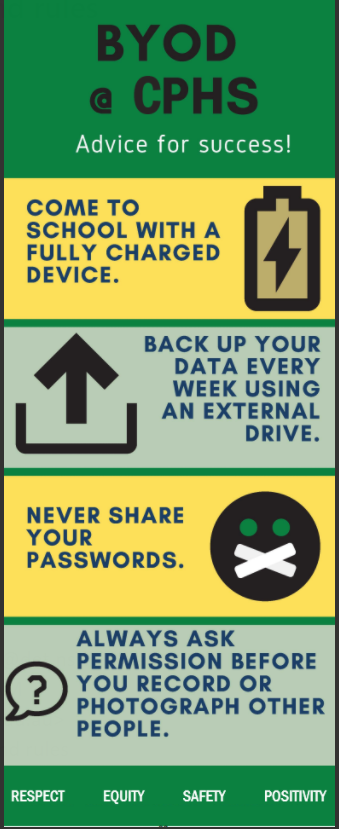 BYOD
@ CPHS
Advice for success!
COME TO
SCHOOL WITH A
FULLY CHARGED
DEVICE.
BACK UP YOUR
DATA EVERY
WEEK USING
AN EXTERNAL
DRIVE.
NEVER SHARE
YOUR
PASSWORDS.
ALWAYS ASK
PERMISSION BEFORE
YOU RECORD OR
PHOTOGRAPH OTHER
PEOPLE.
?
RESPECT EQUITY SAFETY POSITIVITY